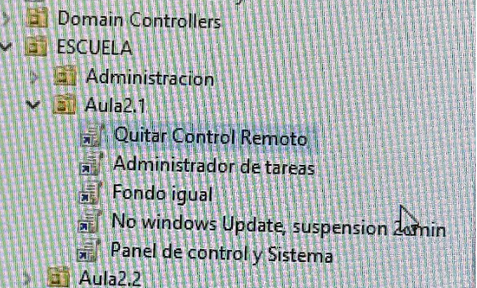 Domain Controllers
ESCUELA
Administracion
Aula2.1
Quitar Control Remoto
Administrador de tareas
Fondo igual
No windows Update, suspension min
Panel de control y Sistema
Aula2.2